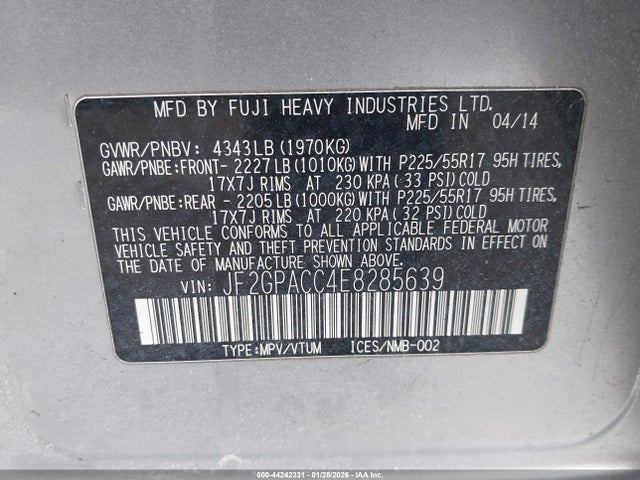 MFD BY FUJI HEAVY INDUSTRIES LTD.
MFD IN 04/14
GVWR/PNBV: 4343LB (1970KG)
GAWR/PNBE:FRONT- 2227LB (1010KG) WITH P225/55R17 95H TIRES,
17X7J RIMS AT 230 KPA (33 PSI) COLD
GAWR/PNBE:REAR - 2205LB (1000KG) WITH P225/55R17 95H TIRES,
17X7J RIMS AT 220 KPA (32 PSI) COLD
THIS VEHICLE CONFORMS TO ALL APPLICABLE FEDERAL MOTOR
VEHICLE SAFETY AND THEFT PREVENTION STANDARDS IN EFFECT
ON THE DATE OF MANUFACTURE SHOWN ABOVE.
VIN: JF2GPACC4E8285639
TYPE:MPV/VTUM ICES/NMB-002
000-44242331 - 01/28/2026 - IAA Corp.